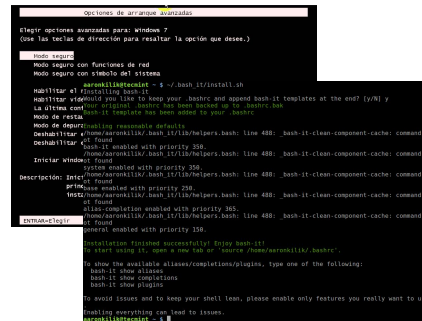 Opciones de arranque avanzadas
Elegir opciones avanzadas para: Windows 7
(Use las teclas de dirección para resaltar la opción que desee.)
Modo seguro
Modo seguro con funciones de red
Modo seguro con símbolo del sistema
Habilitar el r
Habilitar víde
La última conf
Modo de restau
Modo de depura
Deshabilitar r
Deshabilitar e
Iniciar Window
Descripción: Inici
princ
insta
ENTRAR=Elegir
aaronkilik@tecmint ~ $ ~/.bash_it/install.sh
Installing bash-it
Would you like to keep your .bashrc and append bash-it templates at the end? [y/N] y
Your original .bashrc has been backed up to .bashrc.bak
Bash-it template has been added to your .bashrc
Enabling reasonable defaults
/home/aaronkilik/.bash_it/lib/helpers.bash: line 488: _bash-it-clean-component-cache: command
ot found
bash-it enabled with priority 350.
/home/aaronkilik/.bash_it/lib/helpers.bash: line 488: _bash-it-clean-component-cache: command
ot found
system enabled with priority 350.
/home/aaronkilik/.bash_it/lib/helpers.bash: line 488: _bash-it-clean-component-cache: command
ot found
base enabled with priority 250.
/home/aaronkilik/.bash_it/lib/helpers.bash: line 488: _bash-it-clean-component-cache: command
ot found
alias-completion enabled with priority 365.
/home/aaronkilik/.bash_it/lib/helpers.bash: line 488: _bash-it-clean-component-cache: command
ot found
general enabled with priority 150.
Installation finished successfully! Enjoy bash-it!
To start using it, open a new tab or 'source /home/aaronkilik/.bashrc'.
To show the available aliases/completions/plugins, type one of the following:
bash-it show aliases
bash-it show completions
bash-it show plugins
To avoid issues and to keep your shell lean, please enable only features you really want to u
.
Enabling everything can lead to issues.
aaronkilik@tecmint ~ $